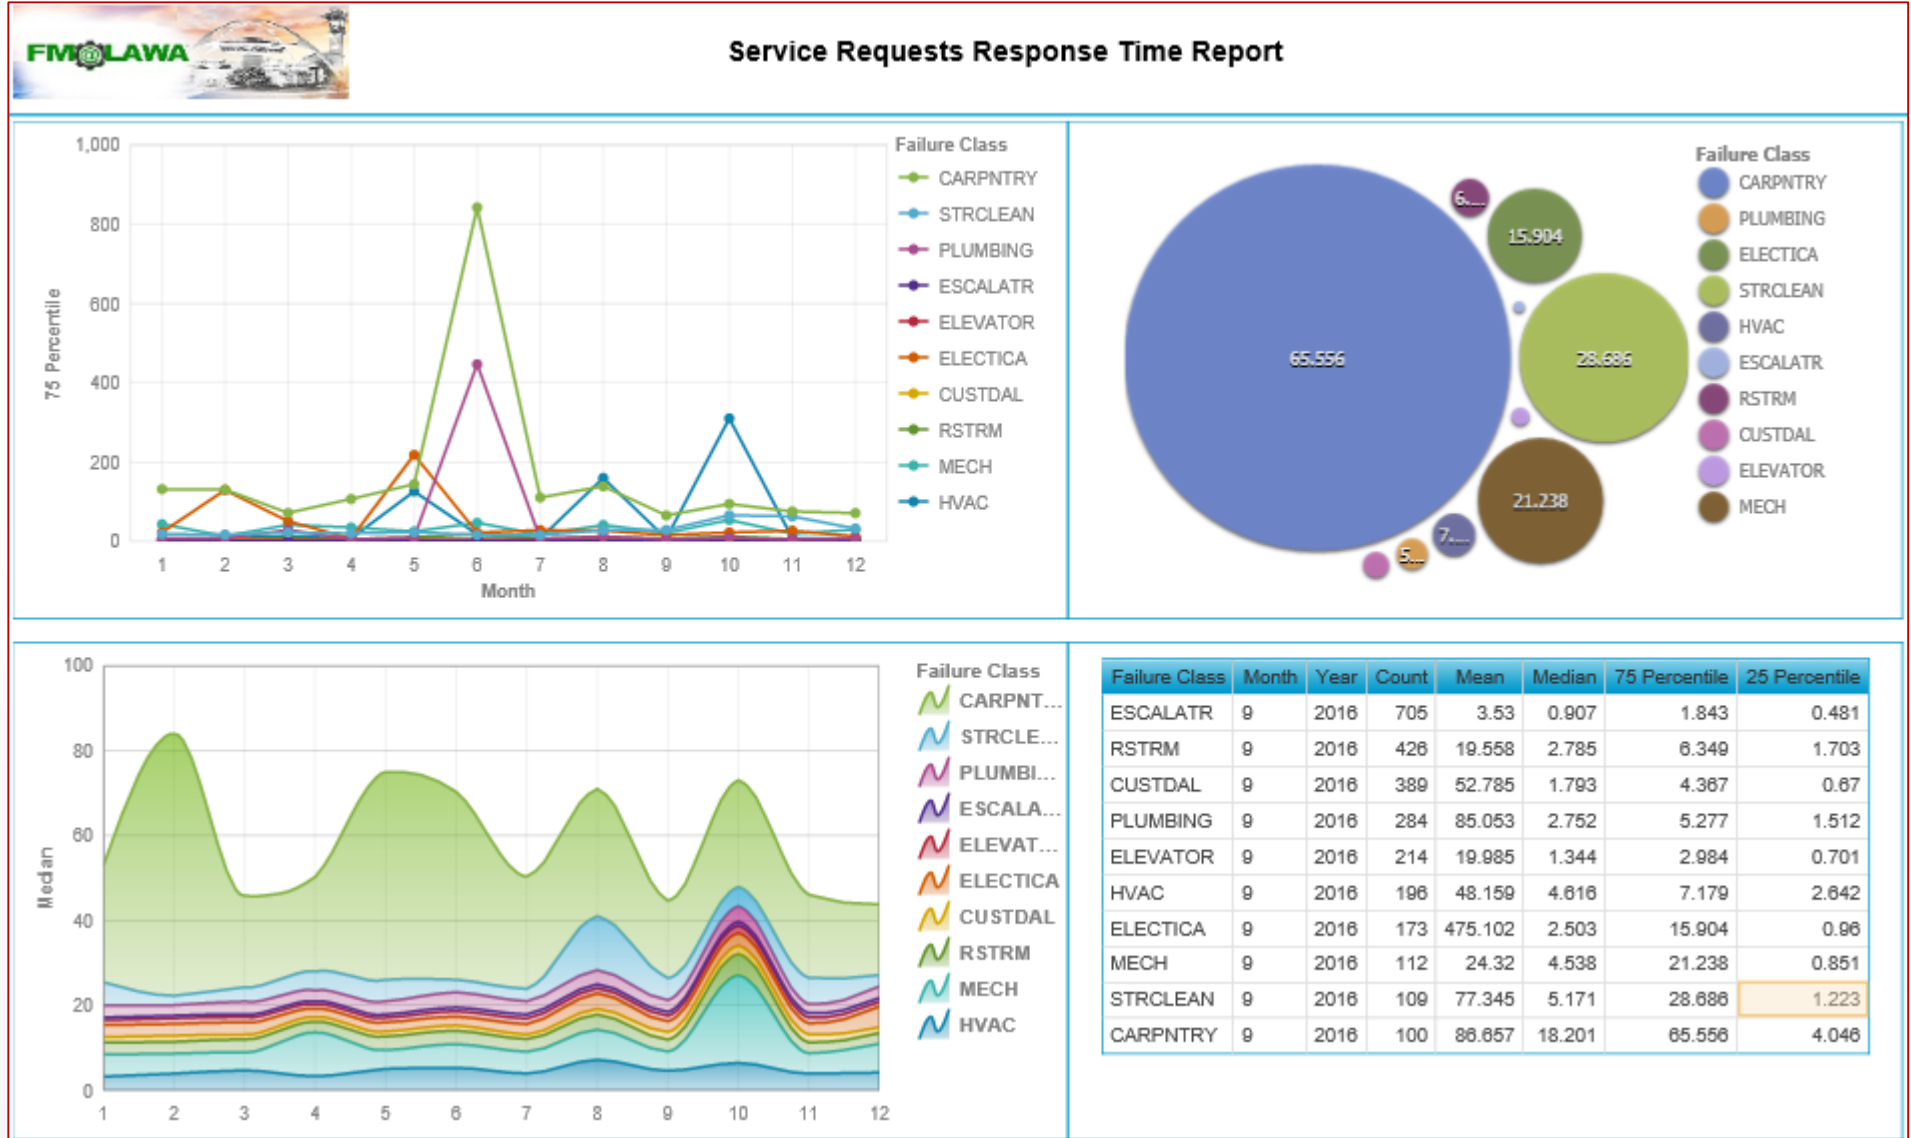 FM@LAWA
Service Requests Response Time Report
1,000
800
600
400
200
0
75 Percentile
1 2 3 4 5 6 7 8 9 10 11 12
Month
Failure Class
CARPNTRY
STRCLEAN
PLUMBING
ESCALATR
ELEVATOR
ELECTICA
CUSTDAL
RSTRM
MECH
HVAC
6....
15.904
65.556
28.686
21.238
7....
5...
Failure Class
CARPNTRY
PLUMBING
ELECTICA
STRCLEAN
HVAC
ESCALATR
RSTRM
CUSTDAL
ELEVATOR
MECH
100
80
60
40
20
0
Median
1 2 3 4 5 6 7 8 9 10 11 12
Failure Class
CARPNT...
STRCLE...
PLUMBI...
ESCALA...
ELEVAT...
ELECTICA
CUSTDAL
RSTRM
MECH
HVAC
Failure Class Month Year Count Mean Median 75 Percentile 25 Percentile
ESCALATR 9 2016 705 3.53 0.907 1.843 0.481
RSTRM 9 2016 426 19.558 2.785 6.349 1.703
CUSTDAL 9 2016 389 52.785 1.793 4.367 0.67
PLUMBING 9 2016 284 85.053 2.752 5.277 1.512
ELEVATOR 9 2016 214 19.985 1.344 2.984 0.701
HVAC 9 2016 196 48.159 4.616 7.179 2.642
ELECTICA 9 2016 173 475.102 2.503 15.904 0.96
MECH 9 2016 112 24.32 4.538 21.238 0.851
STRCLEAN 9 2016 109 77.345 5.171 28.686 1.223
CARPNTRY 9 2016 100 86.657 18.201 65.556 4.046